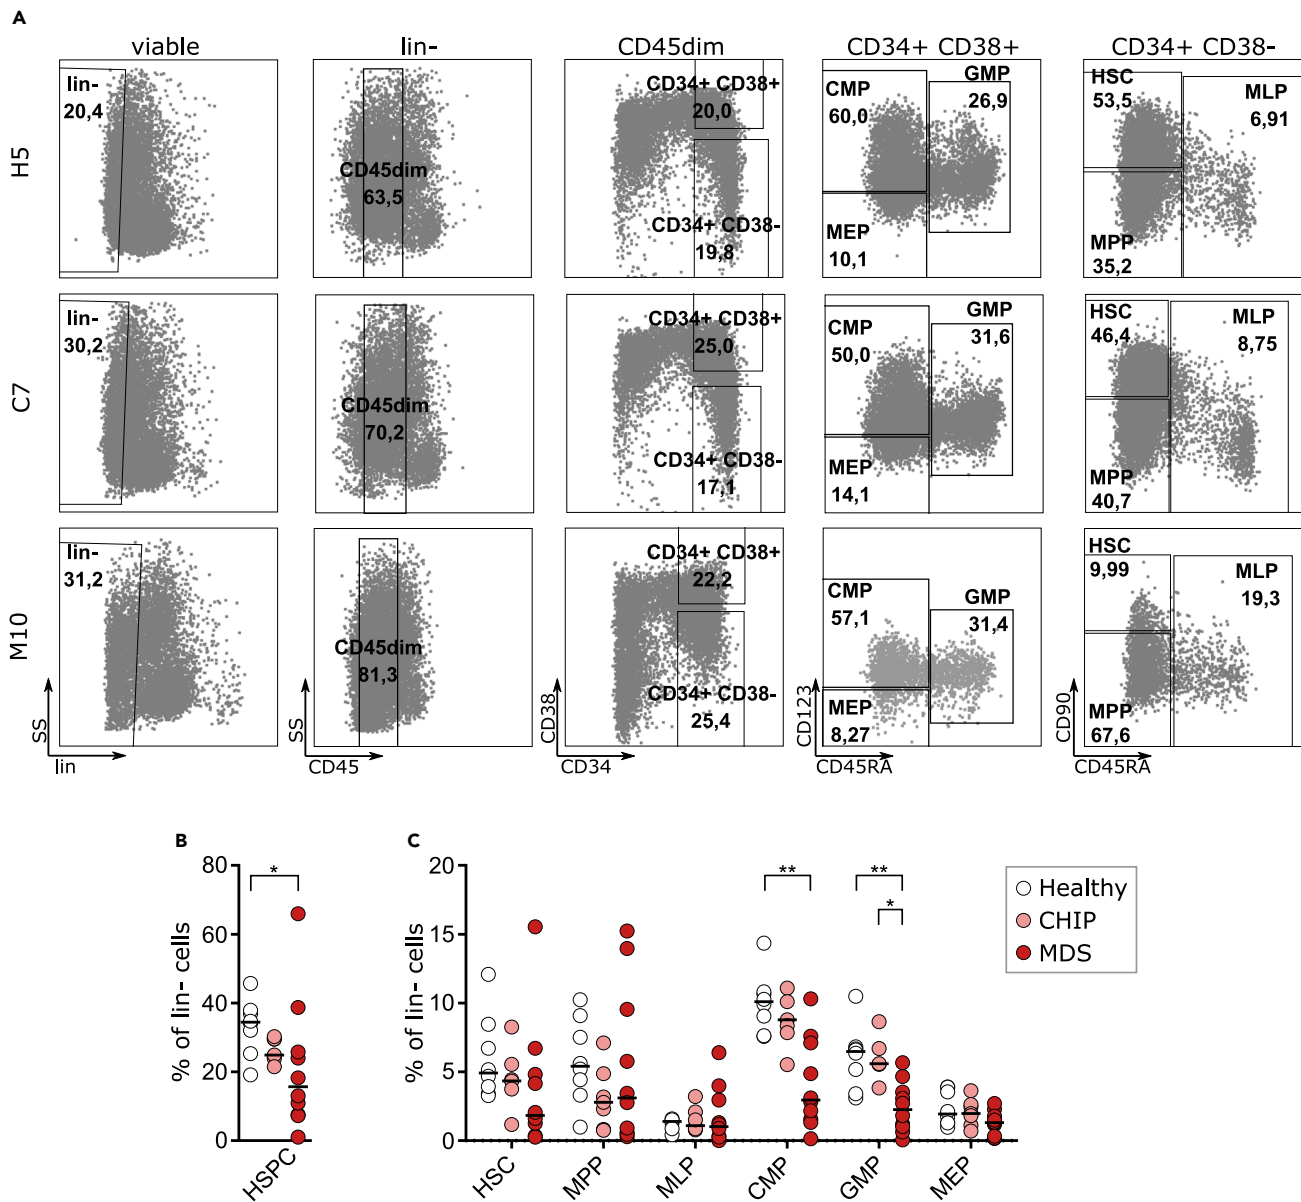 A
viable
lin-
CD45dim
CD34+ CD38+
CD34+ CD38-
H5
lin-
20,4
CD45dim
63,5
CD34+ CD38+
20,0
CD34+ CD38-
19,8
CMP
60,0
GMP
26,9
MEP
10,1
HSC
53,5
MLP
6,91
MPP
35,2
C7
lin-
30,2
CD45dim
70,2
CD34+ CD38+
25,0
CD34+ CD38-
17,1
CMP
50,0
GMP
31,6
MEP
14,1
HSC
46,4
MLP
8,75
MPP
40,7
M10
lin-
31,2
CD45dim
81,3
CD34+ CD38+
22,2
CD34+ CD38-
25,4
CMP
57,1
GMP
31,4
MEP
8,27
HSC
9,99
MLP
19,3
MPP
67,6
SS
lin
SS
CD45
CD38
CD34
CD123
CD45RA
CD90
CD45RA
B
% of lin- cells
80
60
40
20
0
*
HSPC
C
% of lin- cells
20
15
10
5
0
**
**
*
HSC
MPP
MLP
CMP
GMP
MEP
Healthy
CHIP
MDS